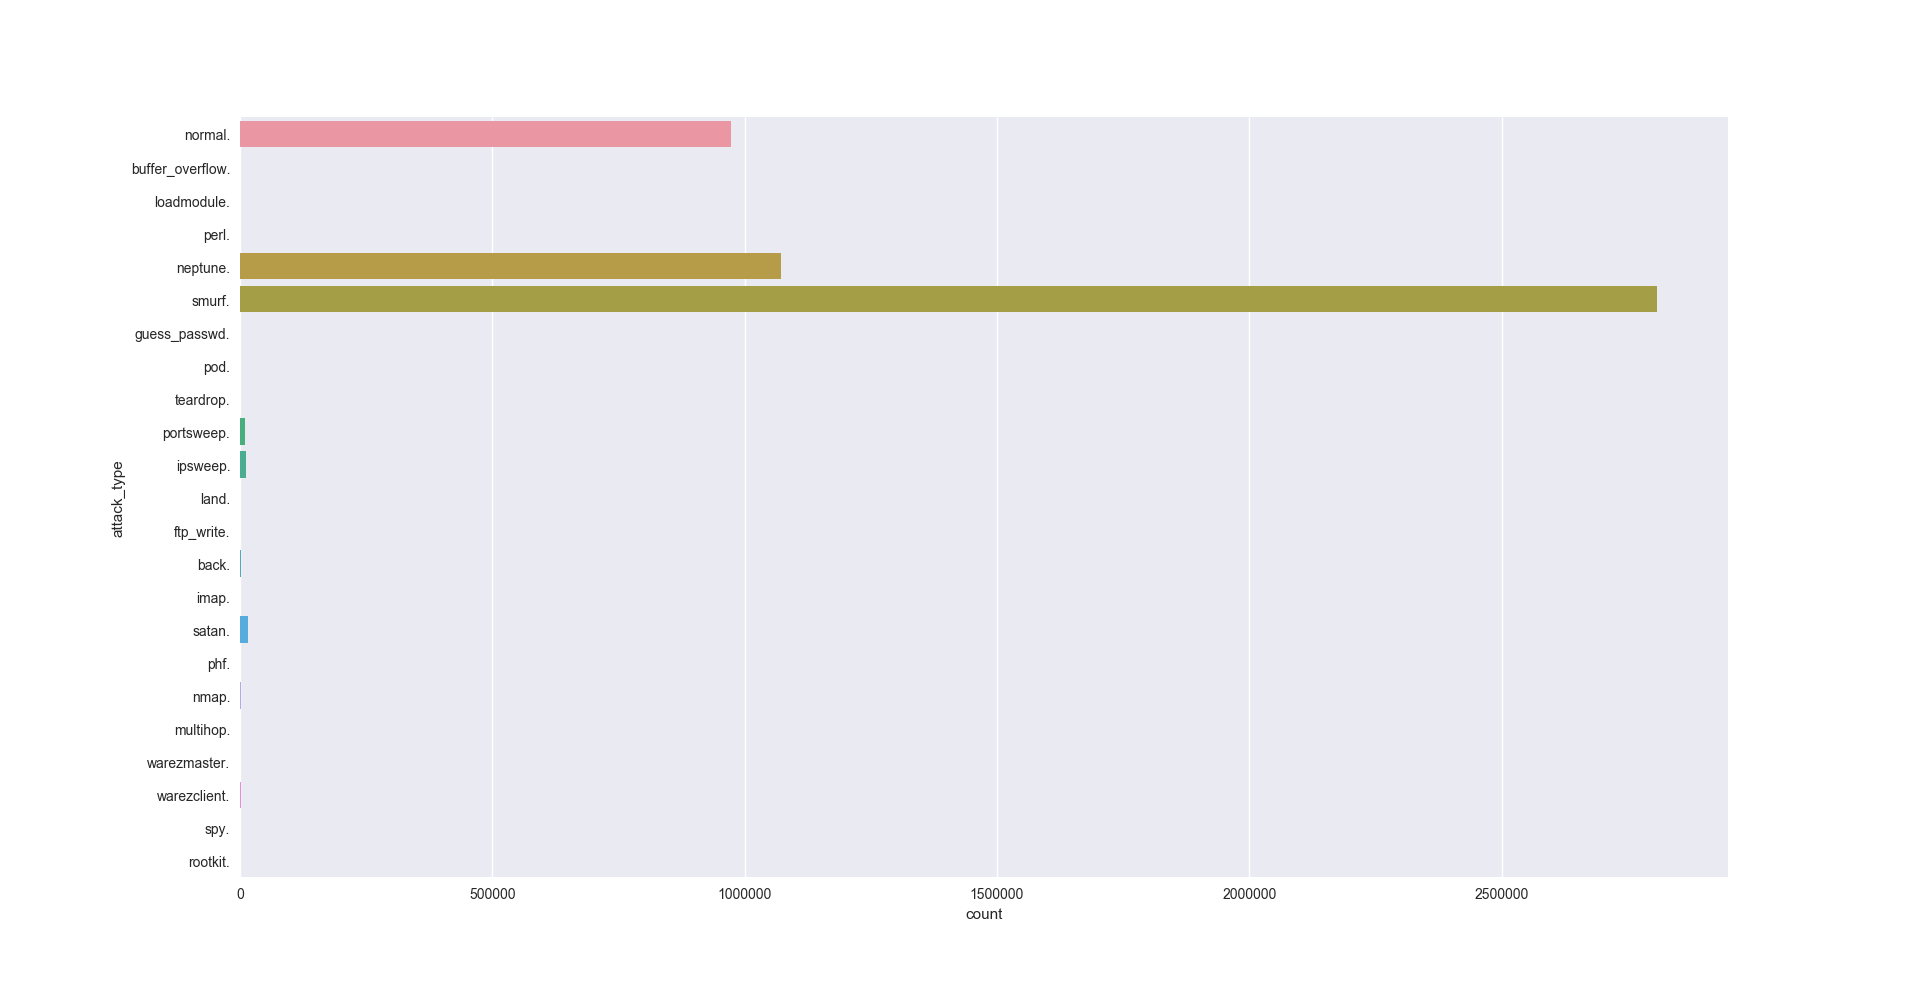 normal.
buffer_overflow.
loadmodule.
perl.
neptune.
smurf.
guess_passwd.
pod.
teardrop.
portsweep.
ipsweep.
land.
ftp_write.
back.
imap.
satan.
phf.
nmap.
multihop.
warezmaster.
warezclient.
spy.
rootkit.
attack_type
0 500000 1000000 1500000 2000000 2500000
count